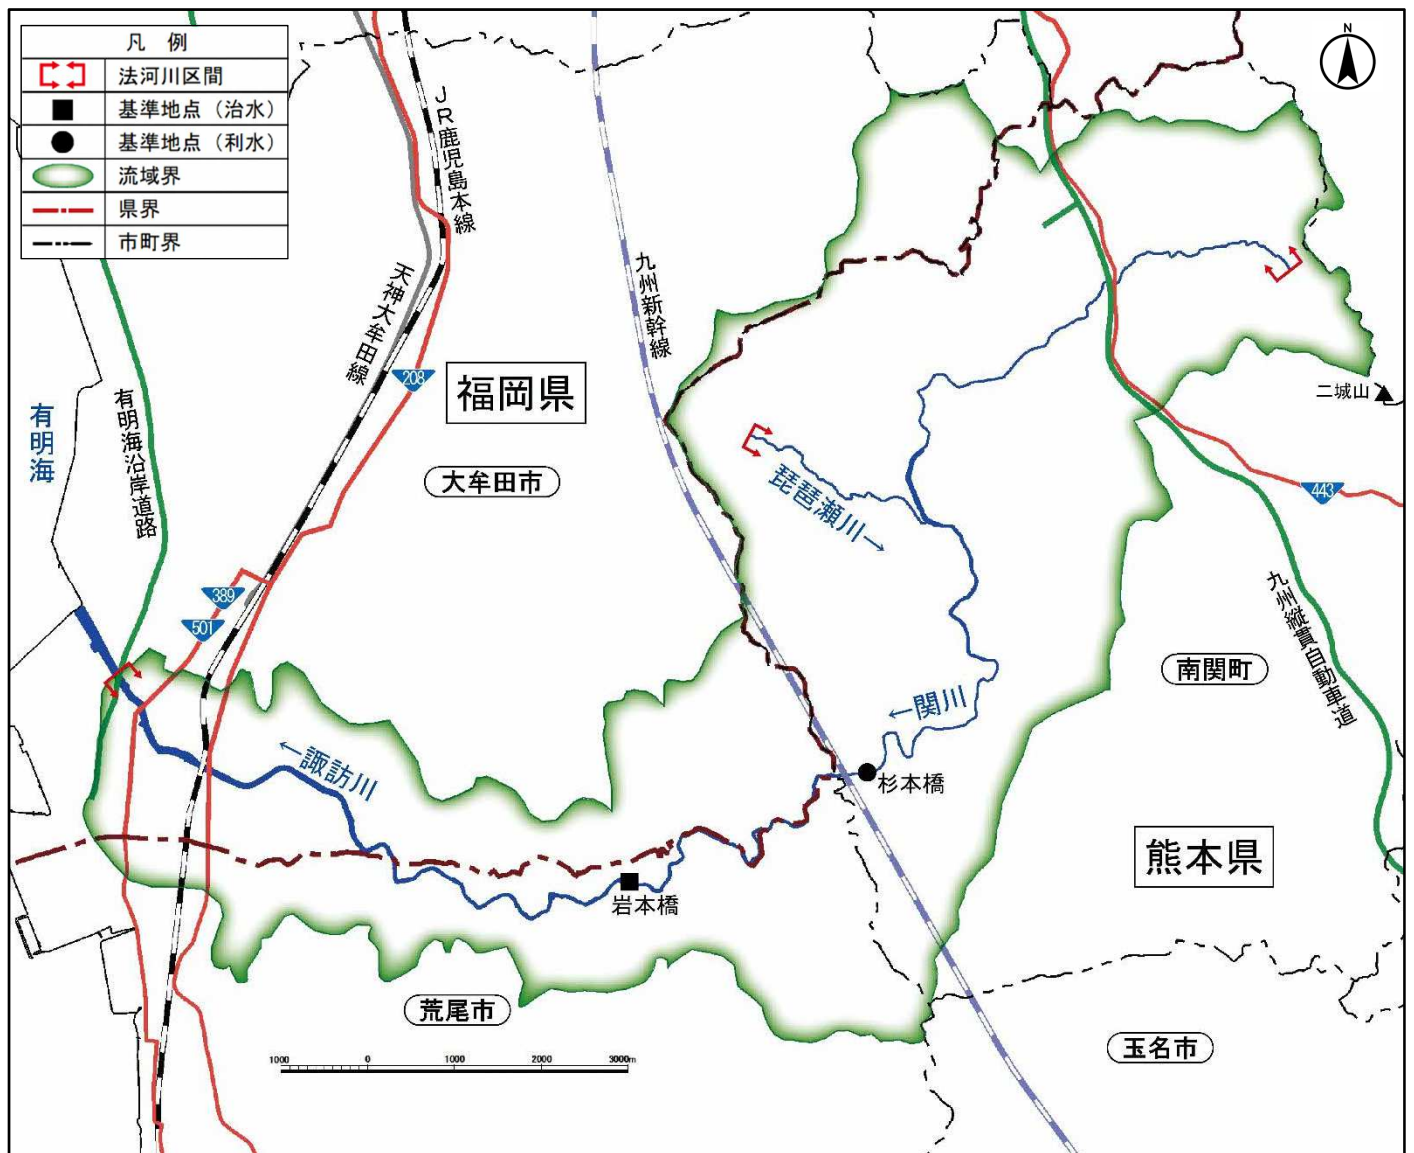 凡 例
法河川区間
基準地点（治水）
基準地点（利水）
流域界
県界
市町界
N
JR鹿児島本線
天神大牟田線
九州新幹線
208
福岡県
有明海
有明海沿岸道路
大牟田市
二城山
443
琵琶瀬川→
389
501
九州縦貫自動車道
南関町
←関川
←諏訪川
杉本橋
熊本県
岩本橋
荒尾市
玉名市
1000 0 1000 2000 3000m